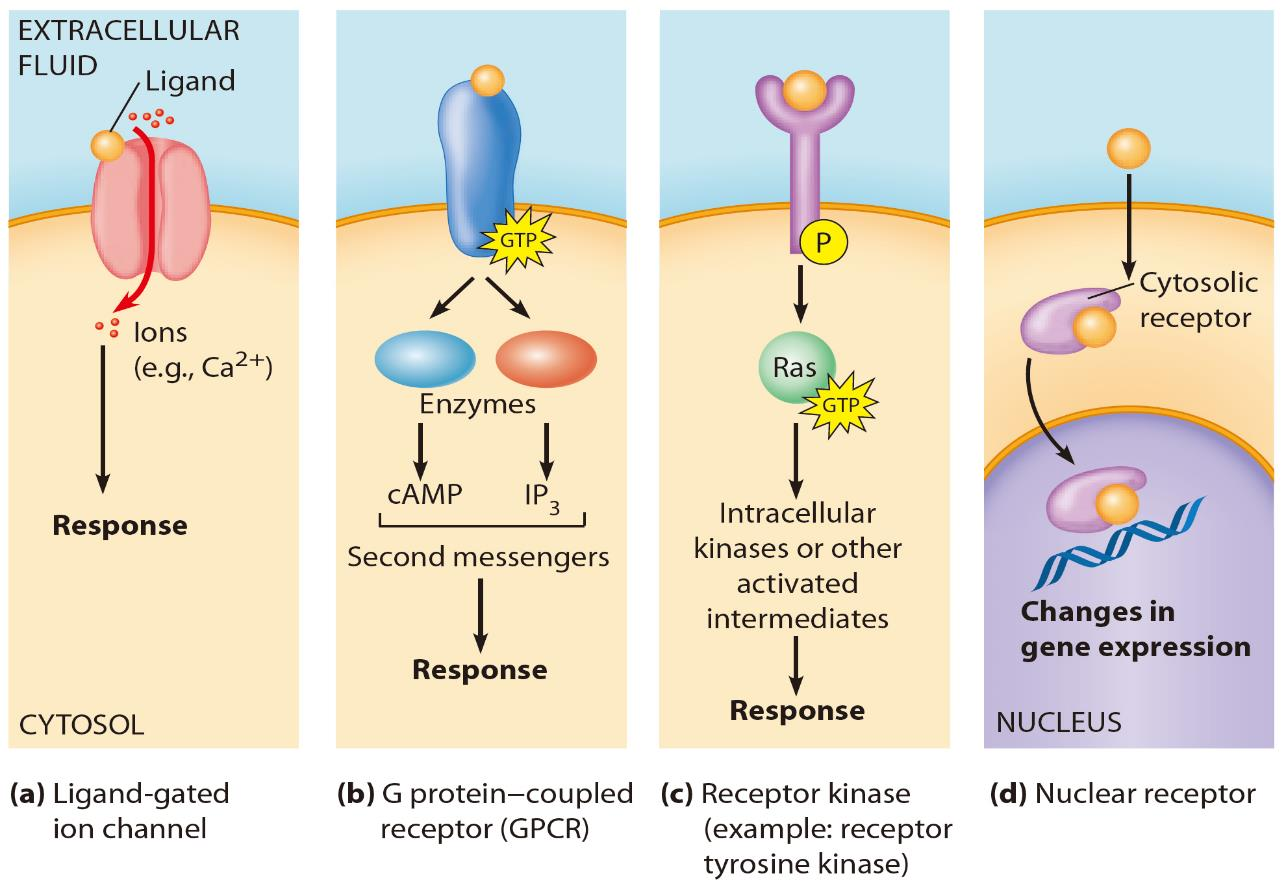 EXTRACELLULAR
FLUID
Ligand
Ions
(e.g., Ca²⁺)
Response
CYTOSOL
(a) Ligand-gated
ion channel
GTP
Enzymes
cAMP
IP₃
Second messengers
Response
(b) G protein–coupled
receptor (GPCR)
P
Ras
GTP
Intracellular
kinases or other
activated
intermediates
Response
(c) Receptor kinase
(example: receptor
tyrosine kinase)
Cytosolic
receptor
Changes in
gene expression
NUCLEUS
(d) Nuclear receptor